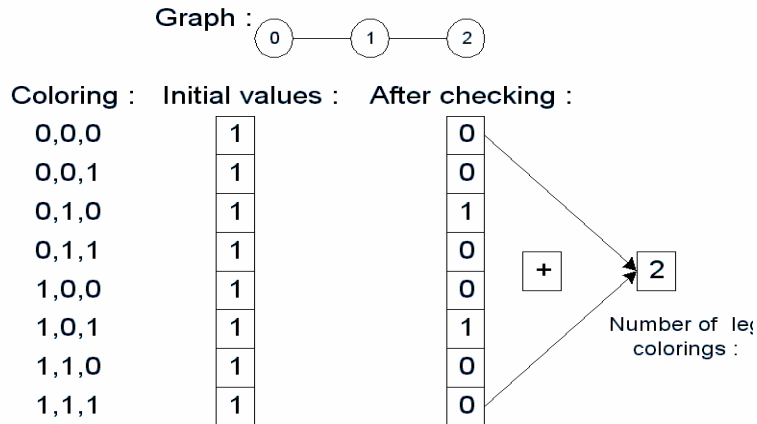 Graph :
0 1 2
Coloring : Initial values : After checking :
0,0,0 1 0
0,0,1 1 0
0,1,0 1 1
0,1,1 1 0
+ 2
1,0,0 1 0
1,0,1 1 1
Number of
colorings :
1,1,0 1 0
1,1,1 1 0